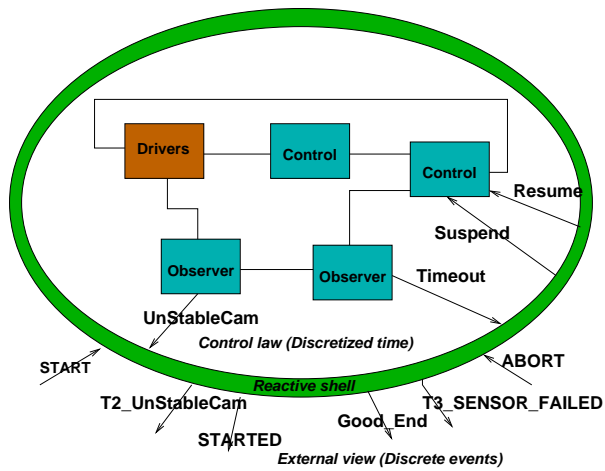 Drivers
Control
Control
Resume
Suspend
Observer
Observer
Timeout
UnStableCam
Control law (Discretized time)
START
ABORT
Reactive shell
T2_UnStableCam
T3_SENSOR_FAILED
Good_End
STARTED
External view (Discrete events)